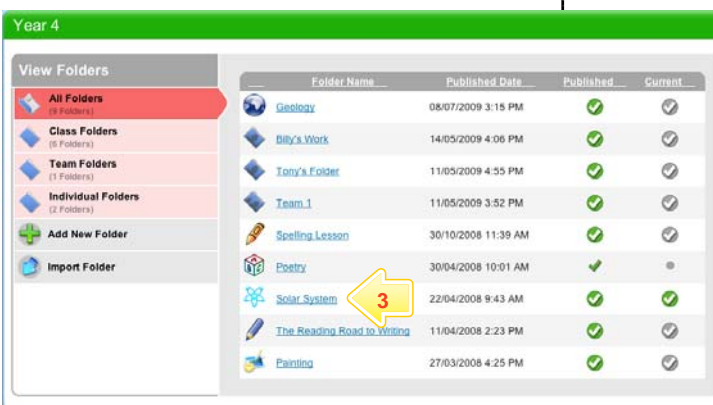 Year 4
View Folders
All Folders
(9 Folders)
Class Folders
(6 Folders)
Team Folders
(1 Folders)
Individual Folders
(2 Folders)
Add New Folder
Import Folder
Folder Name Published Date Published Current
Geology 08/07/2009 3:15 PM
Billy's Work 14/05/2009 4:06 PM
Tony's Folder 11/05/2009 4:55 PM
Team 1 11/05/2009 3:52 PM
Spelling Lesson 30/10/2008 11:39 AM
Poetry 30/04/2008 10:01 AM
Solar System 3 22/04/2008 9:43 AM
The Reading Road to Writing 11/04/2008 2:23 PM
Painting 27/03/2008 4:25 PM